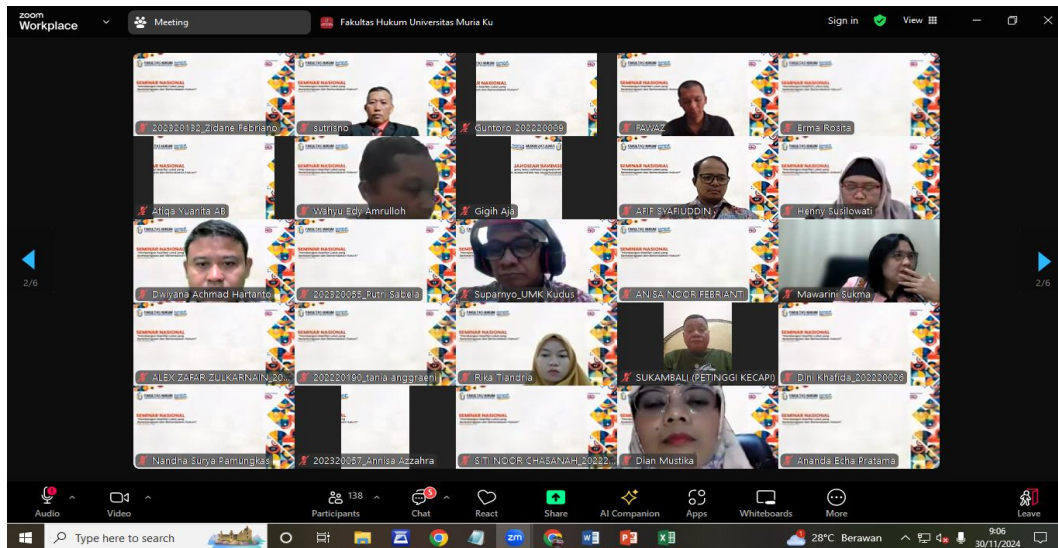 zoom
Workplace
Meeting
Fakultas Hukum Universitas Muria Ku
Sign in
View
202320132_Zidane Febriano
sutrisno
Guntoro 202220009
FAWAZ
Erma Rosita
Atiqa Yuanita AB
Wahyu Edy Amrulloh
Gigih Aja
AFIF SYAFIUDDIN
Henny Susilowati
Dwiyana Achmad Hartanto
202320055_Putri Sabela
Suparnyo_UMK Kudus
ANISA NOOR FEBRIANTI
Mawarini Sukma
2/6
2/6
ALEX ZAFAR ZULKARNAIN_20...
202220190_tania anggraeni
Rika Tiandria
SUKAMBALI (PETINGGI KECAPI)
Dini Khafida_202220026
Nandha Surya Pamungkas
202320057_Annisa Azzahra
SITI NOOR CHASANAH_20222...
Dian Mustika
Ananda Echa Pratama
SEMINAR NASIONAL
Audio
Video
138
Participants
5
Chat
React
Share
AI Companion
Apps
Whiteboards
More
Leave
Type here to search
28°C Berawan
9:06
30/11/2024